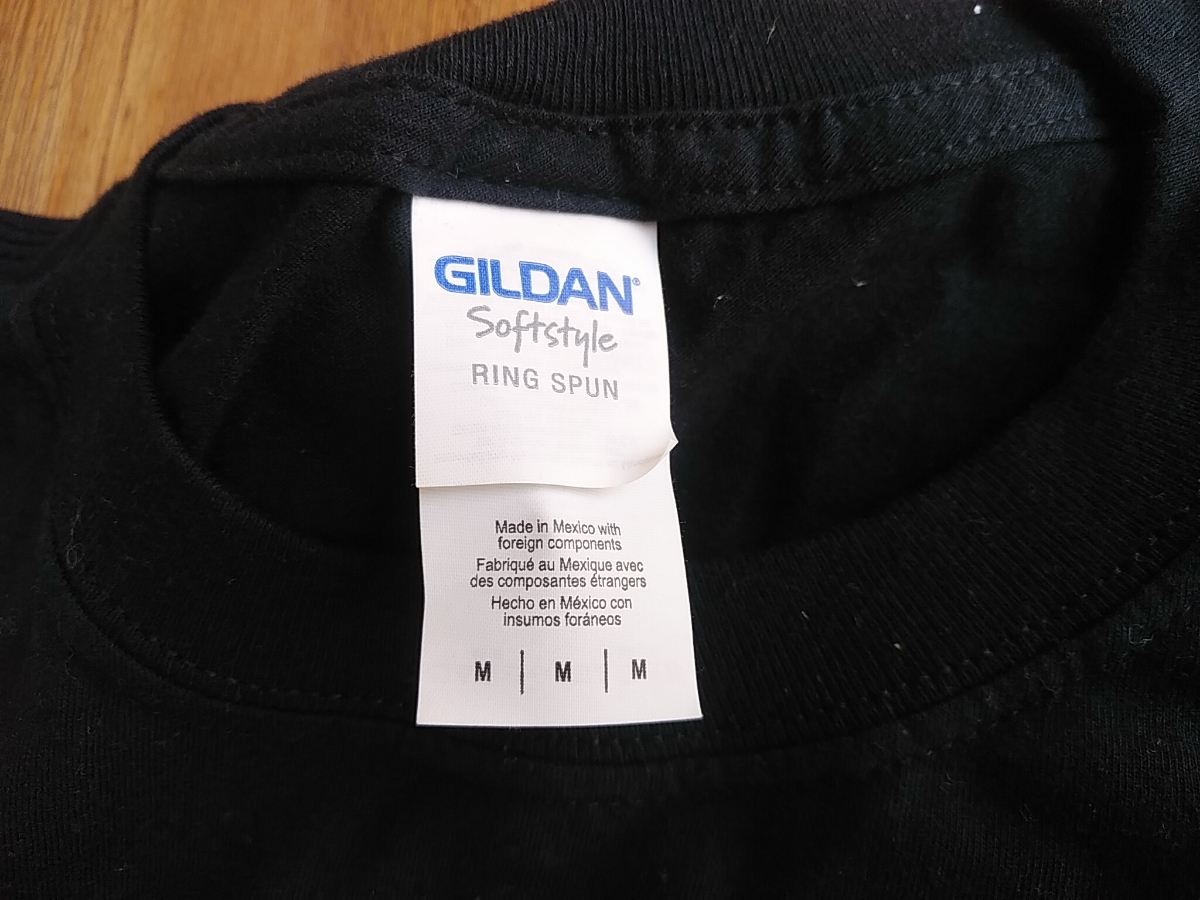 GILDAN®
Softstyle
RING SPUN
Made in Mexico with
foreign components
Fabriqué au Mexique avec
des composantes étrangers
Hecho en México con
insumos foráneos
M | M | M